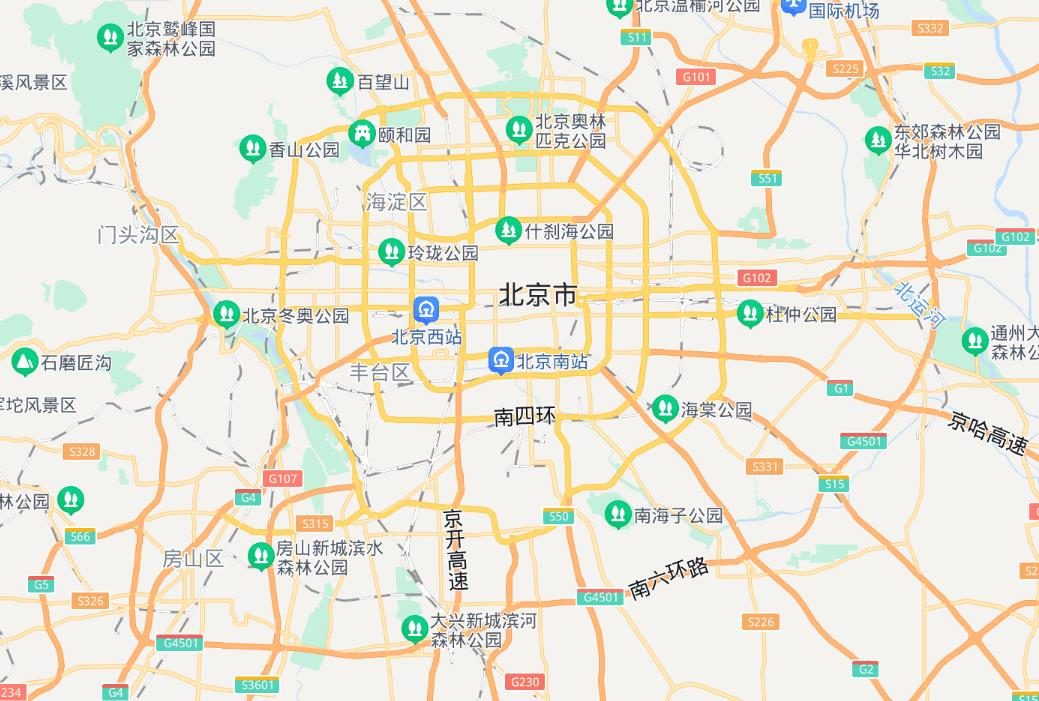 北京温榆河公园
国际机场
北京鹫峰国
家森林公园
S332
S11
G101
S225
S32
溪风景区
百望山
北京奥林
匹克公园
颐和园
东郊森林公园
华北树木园
香山公园
S51
海淀区
门头沟区
什刹海公园
G102
G102
玲珑公园
G102
北京市
北运河
北京冬奥公园
杜仲公园
北京西站
通州大
森林公
石磨匠沟
北京南站
丰台区
G1
坨风景区
海棠公园
南四环
京哈高速
G4501
S328
S331
G107
S15
林公园
G4
S50
南海子公园
S315
京开高速
S66
房山区
房山新城滨水
森林公园
南六环路
G5
S326
G4501
S2
大兴新城滨河
森林公园
S226
G4501
G2
234
G4
S3601
G230
S15